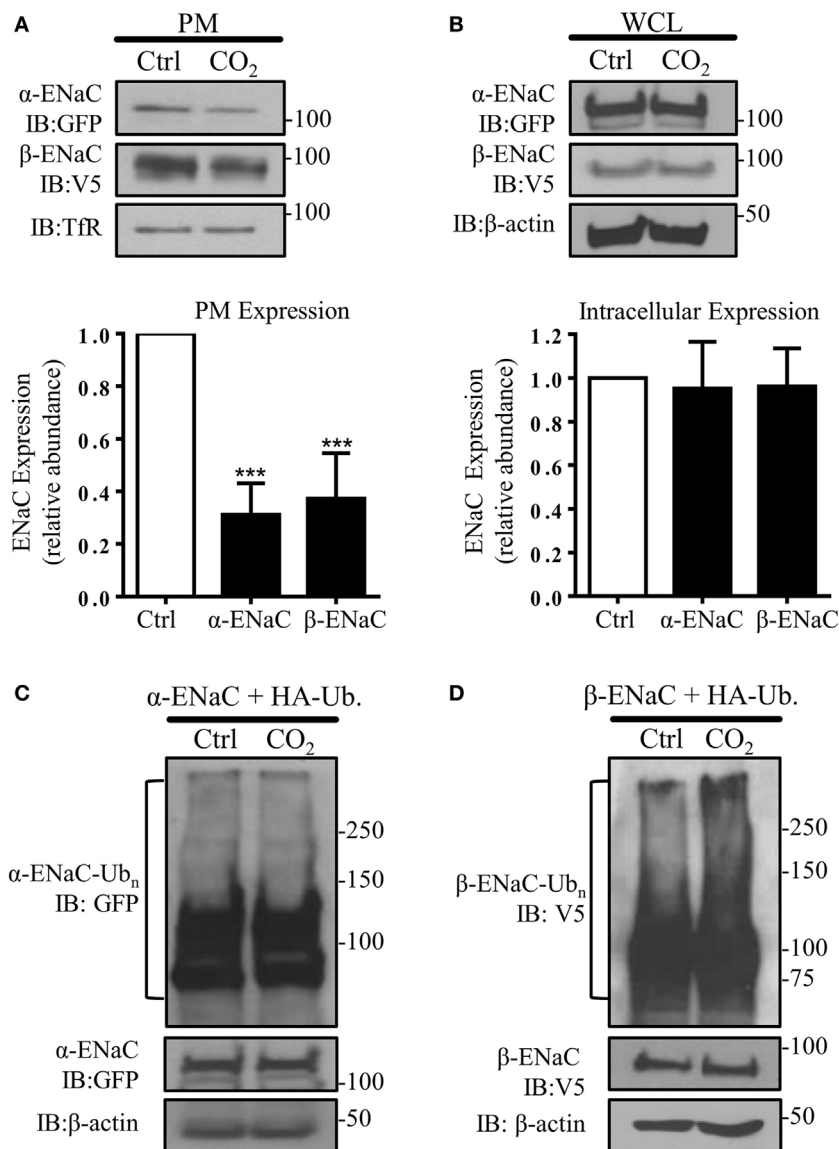 A
PM
Ctrl CO₂
α-ENaC
IB:GFP
-100
β-ENaC
IB:V5
-100
IB:TfR
-100
PM Expression
ENaC Expression
(relative abundance)
1.0
0.8
0.6
0.4
0.2
0.0
***
***
Ctrl α-ENaC β-ENaC
B
WCL
Ctrl CO₂
α-ENaC
IB:GFP
-100
β-ENaC
IB:V5
-100
IB:β-actin
-50
Intracellular Expression
ENaC Expression
(relative abundance)
1.2
1.0
0.8
0.6
0.4
0.2
0.0
Ctrl α-ENaC β-ENaC
C
α-ENaC + HA-Ub.
Ctrl CO₂
α-ENaC-Ubₙ
IB: GFP
-250
-150
-100
α-ENaC
IB:GFP
-100
IB:β-actin
-50
D
β-ENaC + HA-Ub.
Ctrl CO₂
β-ENaC-Ubₙ
IB: V5
-250
-150
-100
-75
β-ENaC
IB:V5
-100
IB: β-actin
-50